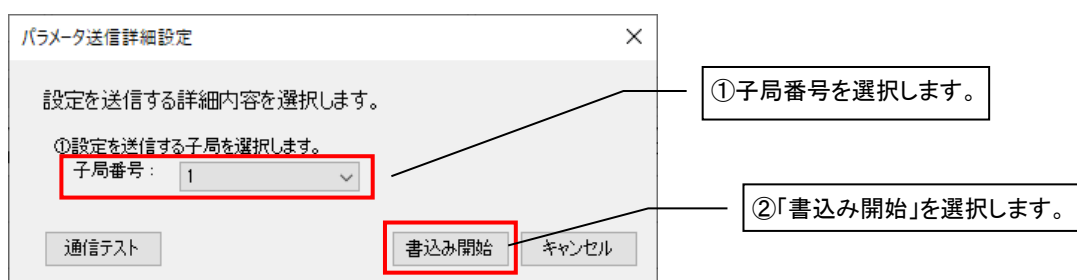 パラメータ送信詳細設定
設定を送信する詳細内容を選択します。
①子局番号を選択します。
①設定を送信する子局を選択します。
子局番号：
1
②「書込み開始」を選択します。
通信テスト
書込み開始
キャンセル